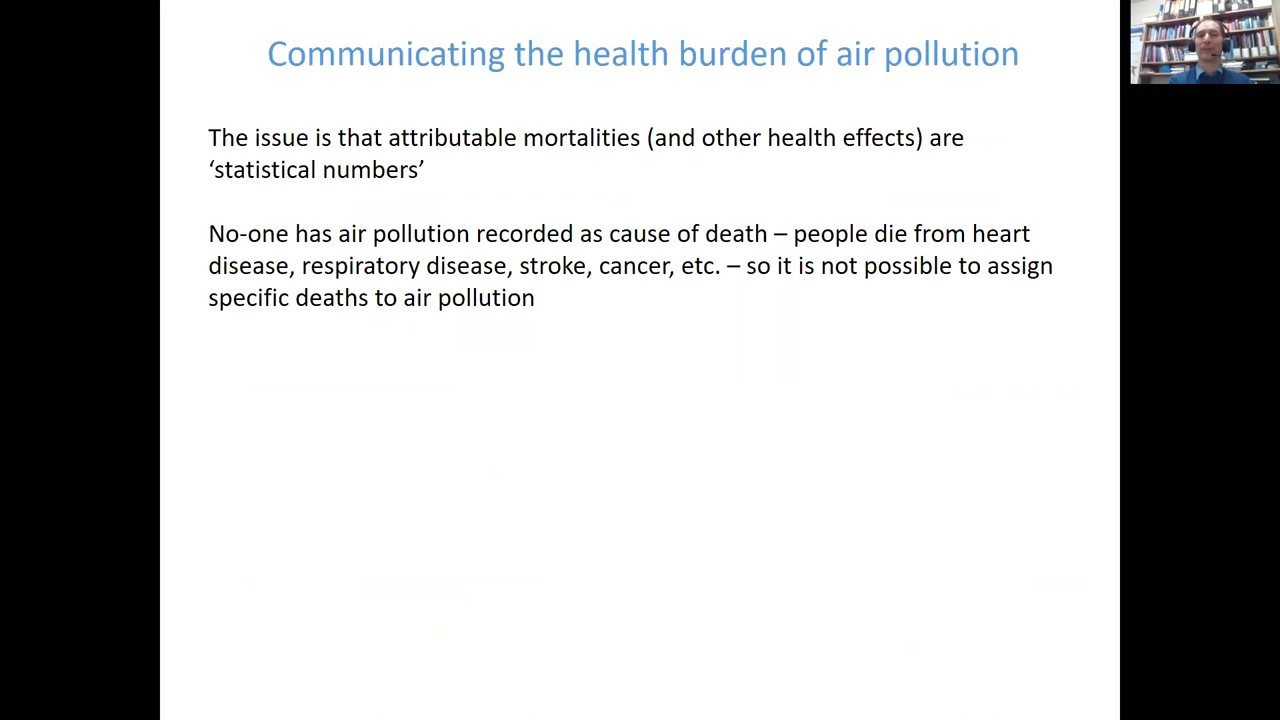 Communicating the health burden of air pollution
The issue is that attributable mortalities (and other health effects) are
‘statistical numbers’
No-one has air pollution recorded as cause of death – people die from heart
disease, respiratory disease, stroke, cancer, etc. – so it is not possible to assign
specific deaths to air pollution